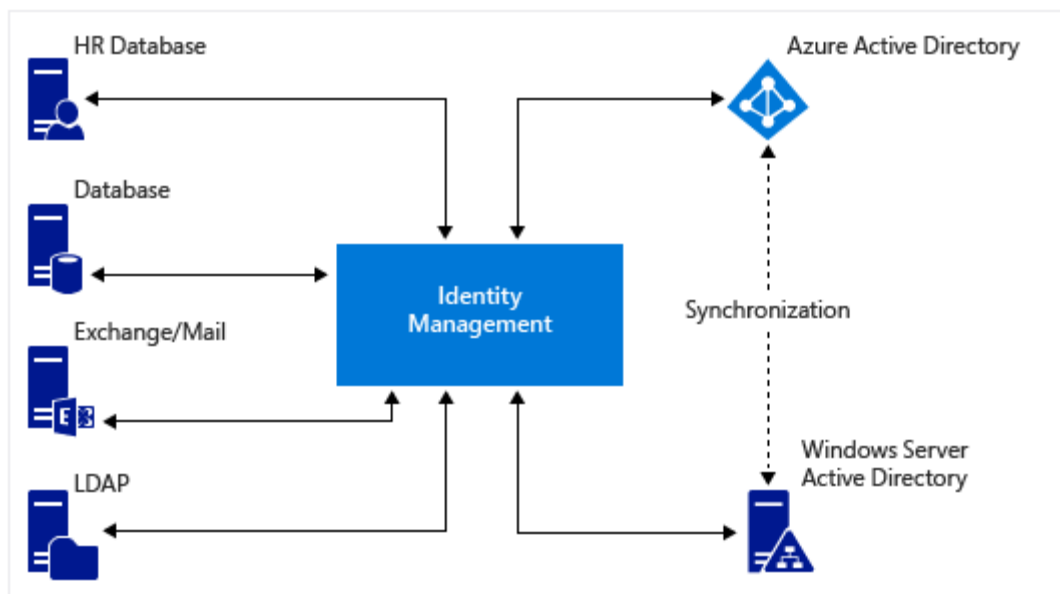 HR Database
Azure Active Directory
Database
Identity
Management
Synchronization
Exchange/Mail
E
Windows Server
Active Directory
LDAP